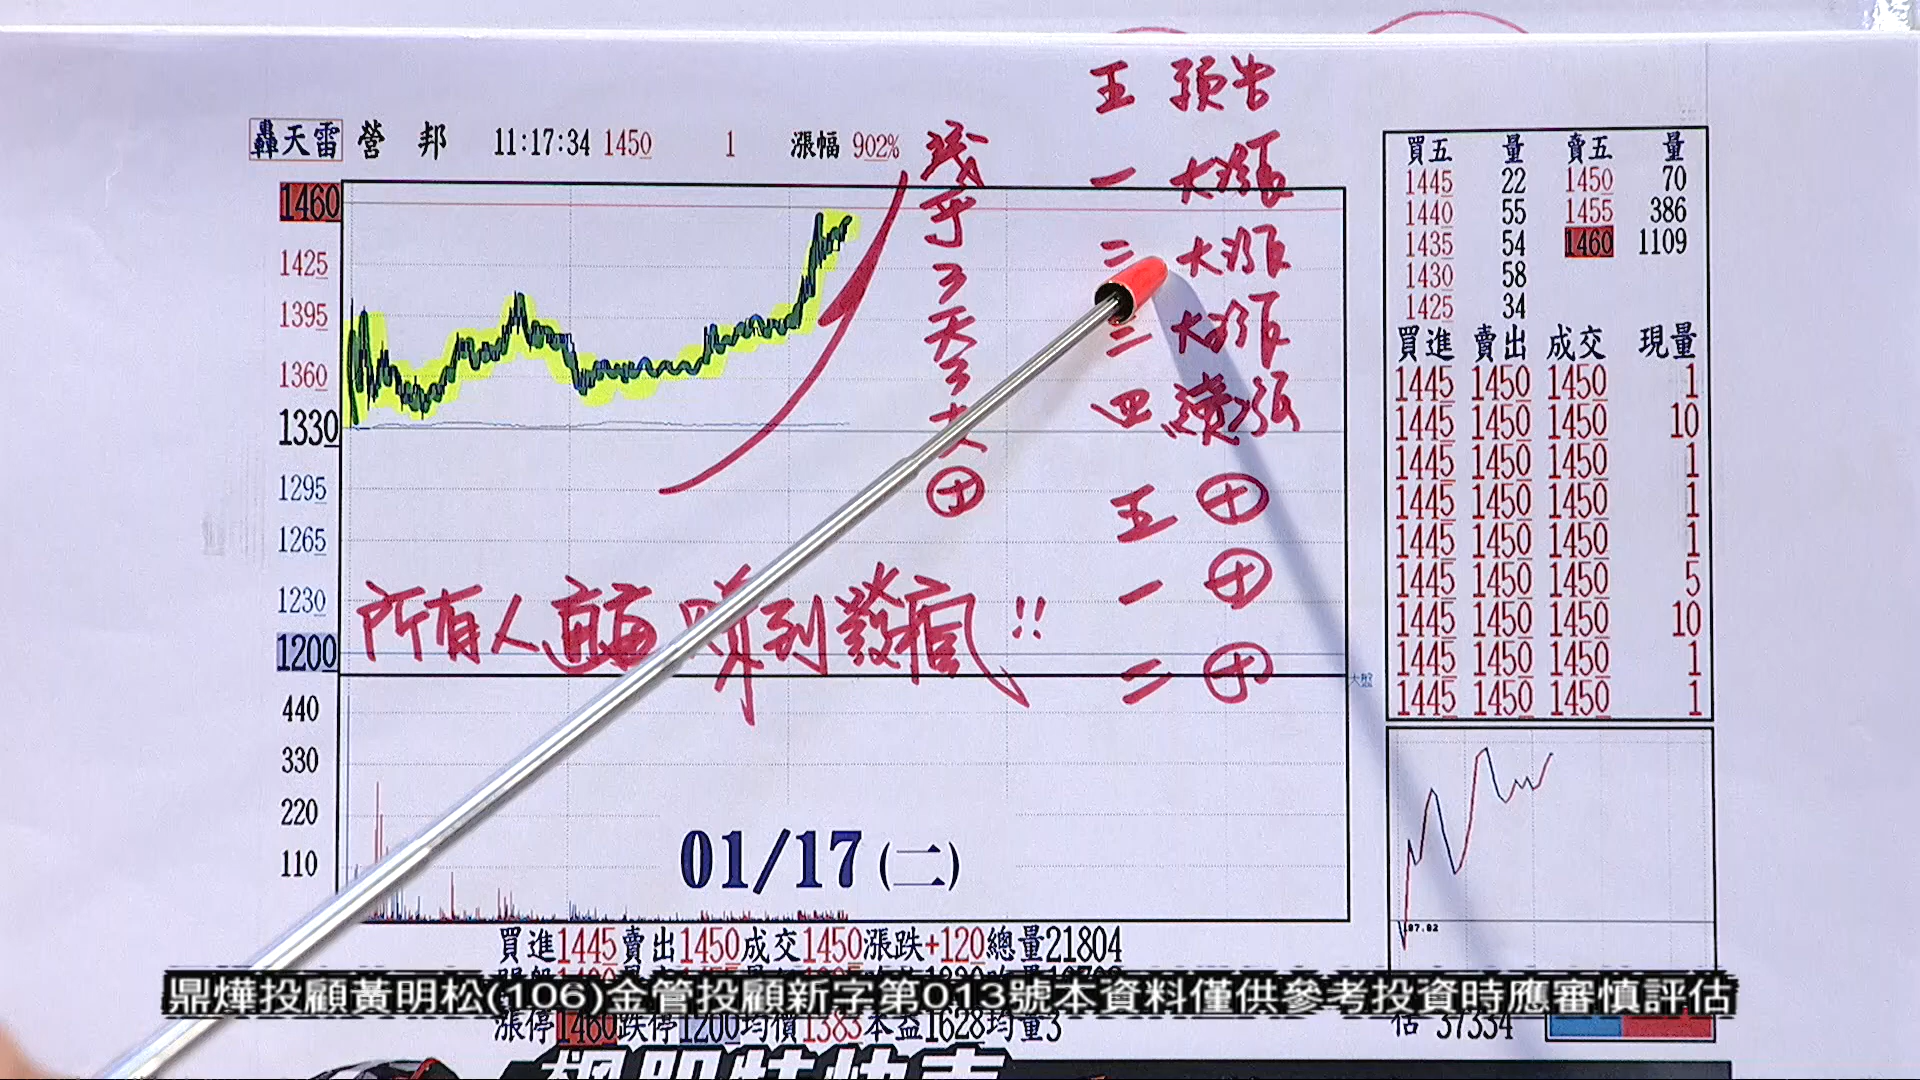 轟天雷 營 邦 11:17:34 1450 1 漲幅 902%
1460
1425
1395
1360
1330
1295
1265
1230
1200
440
330
220
110
五 預告
一 大漲
二 大漲
三 大漲
四 續漲
五 ＋
一 ＋
二 ＋
所有人 到發瘋!!
01/17(二)
大盤
買五 量 賣五 量
1445 22 1450 70
1440 55 1455 386
1435 54 1460 1109
1430 58
1425 34
買進 賣出 成交 現量
1445 1450 1450 1
1445 1450 1450 10
1445 1450 1450 1
1445 1450 1450 1
1445 1450 1450 1
1445 1450 1450 5
1445 1450 1450 10
1445 1450 1450 1
1445 1450 1450 1
買進1445賣出1450成交1450漲跌+120總量21804
鼎燁投顧黃明松(106)金管投顧新字第013號本資料僅供參考投資時應審慎評估
漲停1460跌停1200均價1383本益1628均量3
估 37334